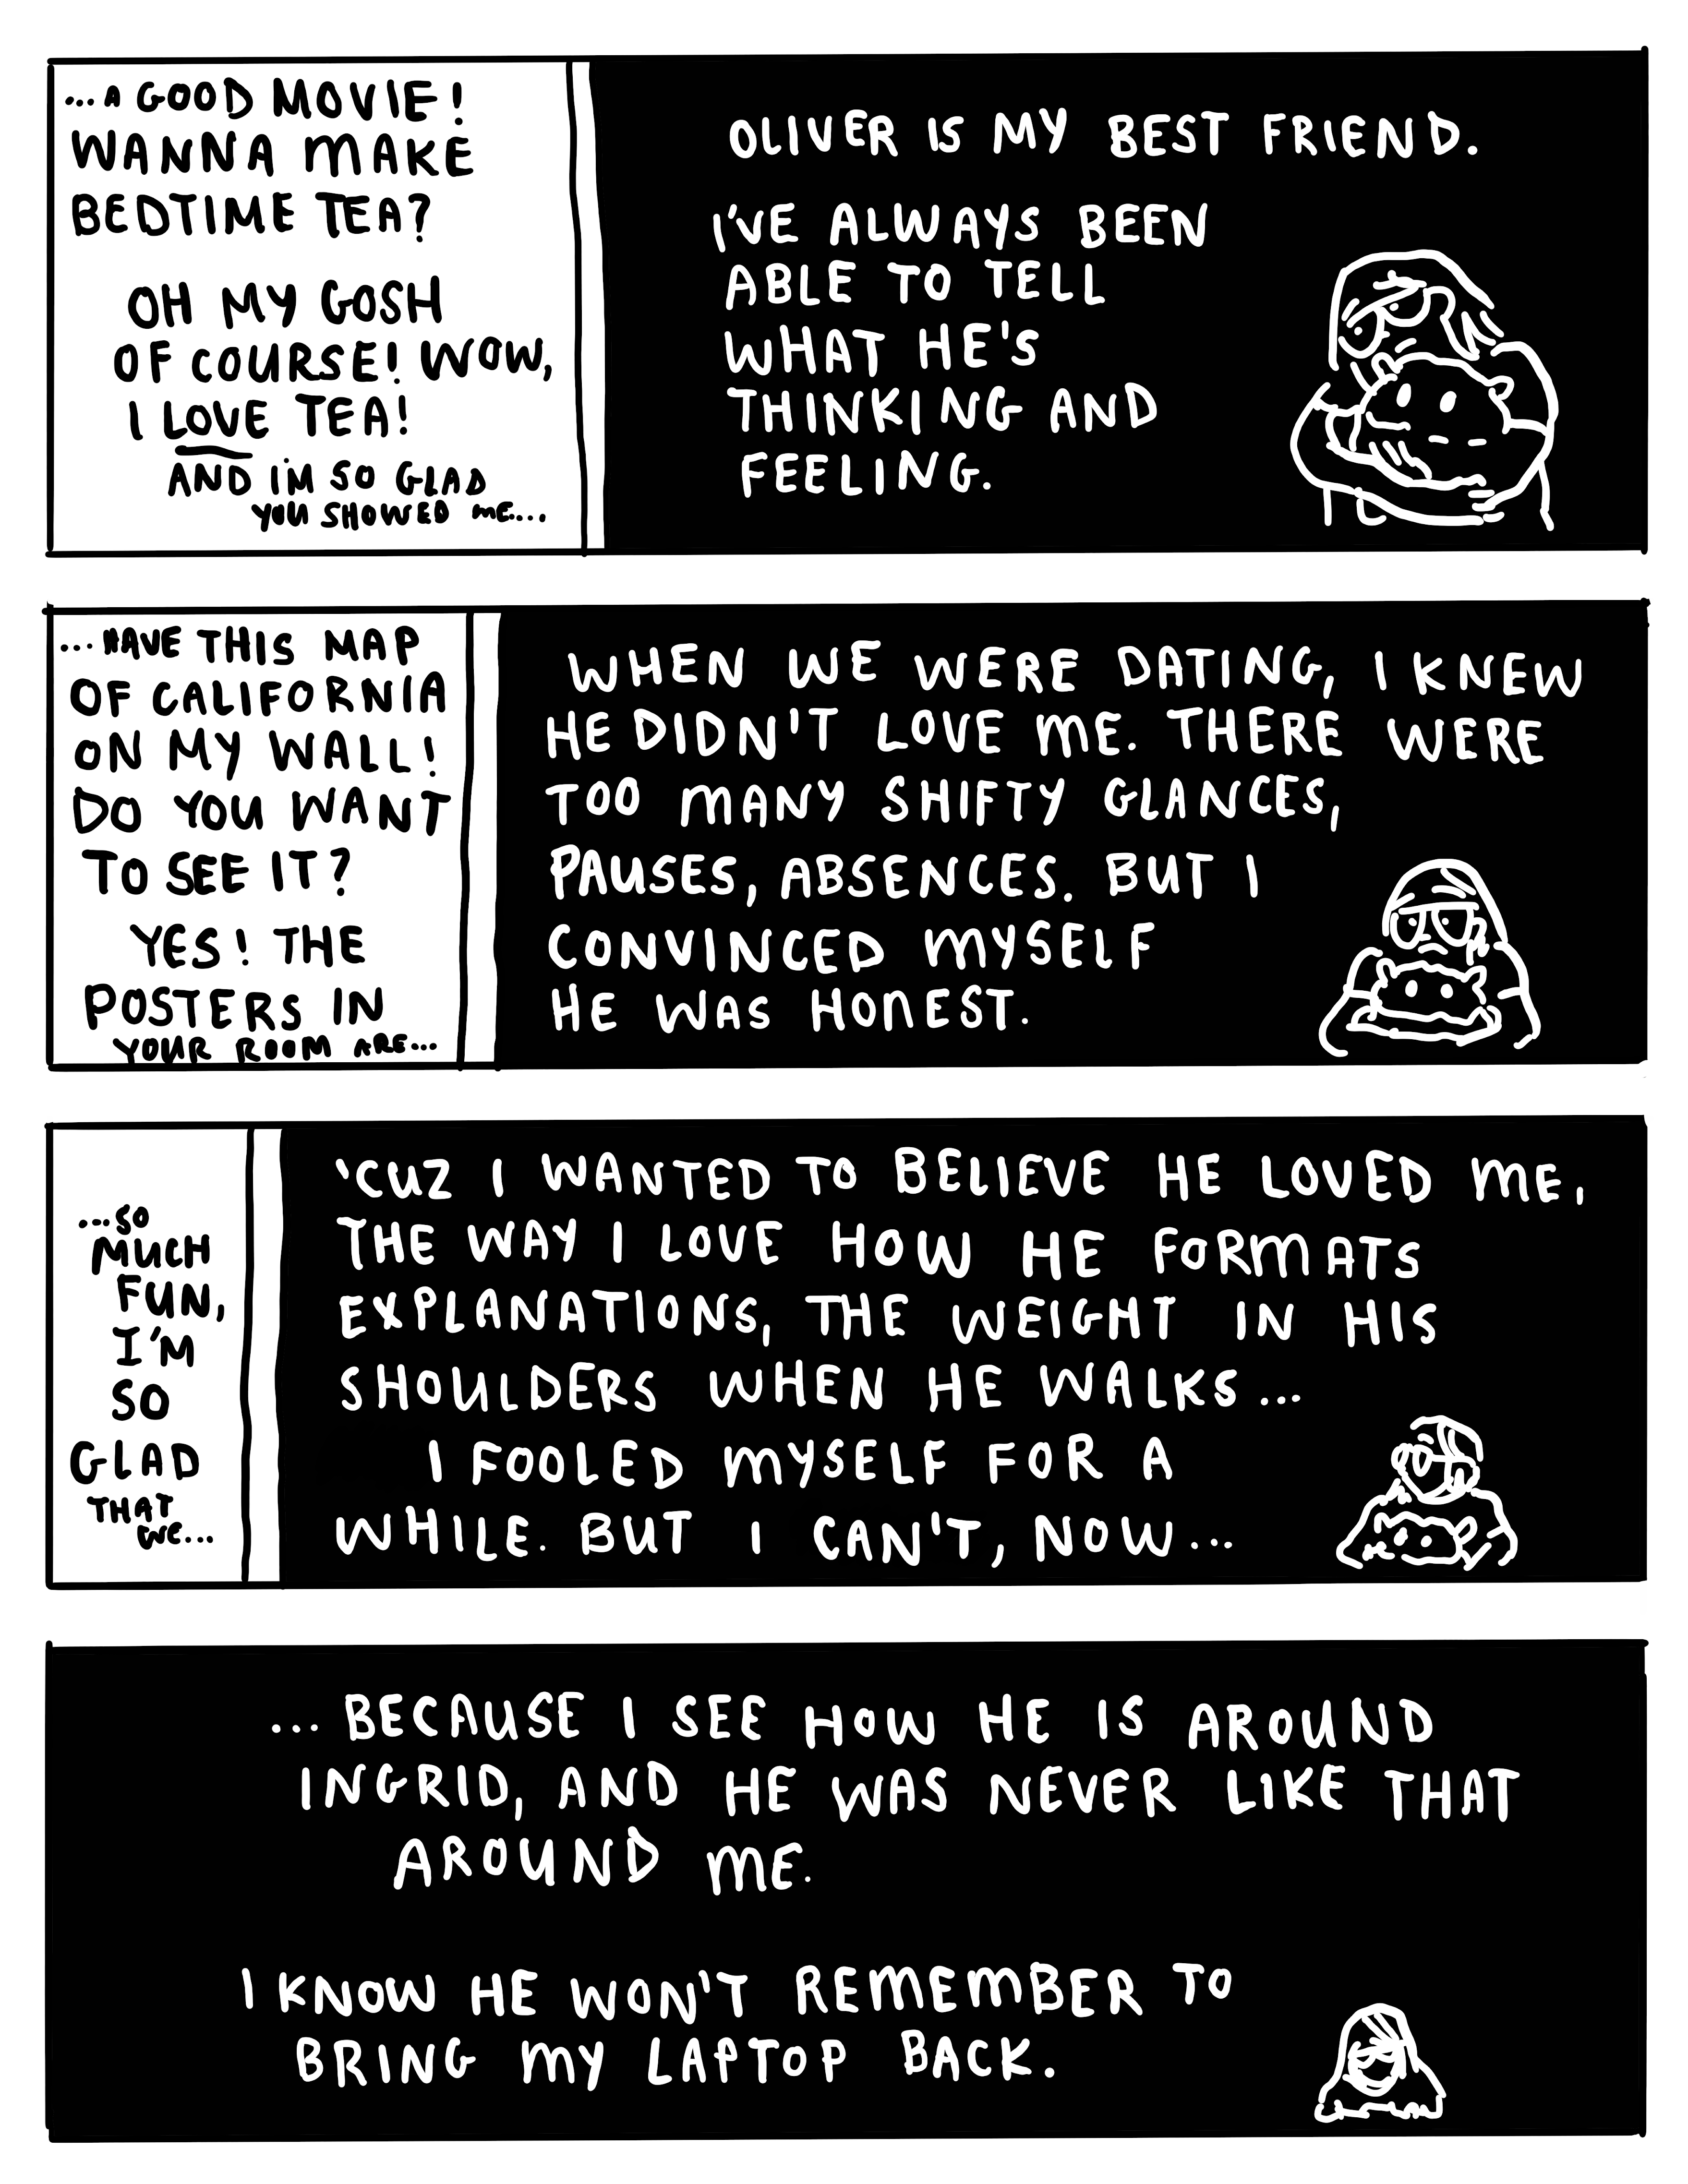 ...A GOOD MOVIE!
WANNA MAKE
BEDTIME TEA?
OH MY GOSH
OF COURSE! WOW,
I LOVE TEA!
AND I'M SO GLAD
YOU SHOWED ME....
OLIVER IS MY BEST FRIEND.
I'VE ALWAYS BEEN
ABLE TO TELL
WHAT HE'S
THINKING AND
FEELING.
...HAVE THIS MAP
OF CALIFORNIA
ON MY WALL!
DO YOU WANT
TO SEE IT?
YES! THE
POSTERS IN
YOUR ROOM ARE...
WHEN WE WERE DATING, I KNEW
HE DIDN'T LOVE ME. THERE WERE
TOO MANY SHIFTY GLANCES,
PAUSES, ABSENCES. BUT I
CONVINCED MYSELF
HE WAS HONEST.
...SO
MUCH
FUN,
I'M
SO
GLAD
THAT
WE...
'CUZ I WANTED TO BELIEVE HE LOVED ME,
THE WAY I LOVE HOW HE FORMATS
EXPLANATIONS, THE WEIGHT IN HIS
SHOULDERS WHEN HE WALKS...
I FOOLED MYSELF FOR A
WHILE. BUT I CAN'T, NOW...
... BECAUSE I SEE HOW HE IS AROUND
INGRID, AND HE WAS NEVER LIKE THAT
AROUND ME.
I KNOW HE WON'T REMEMBER TO
BRING MY LAPTOP BACK.